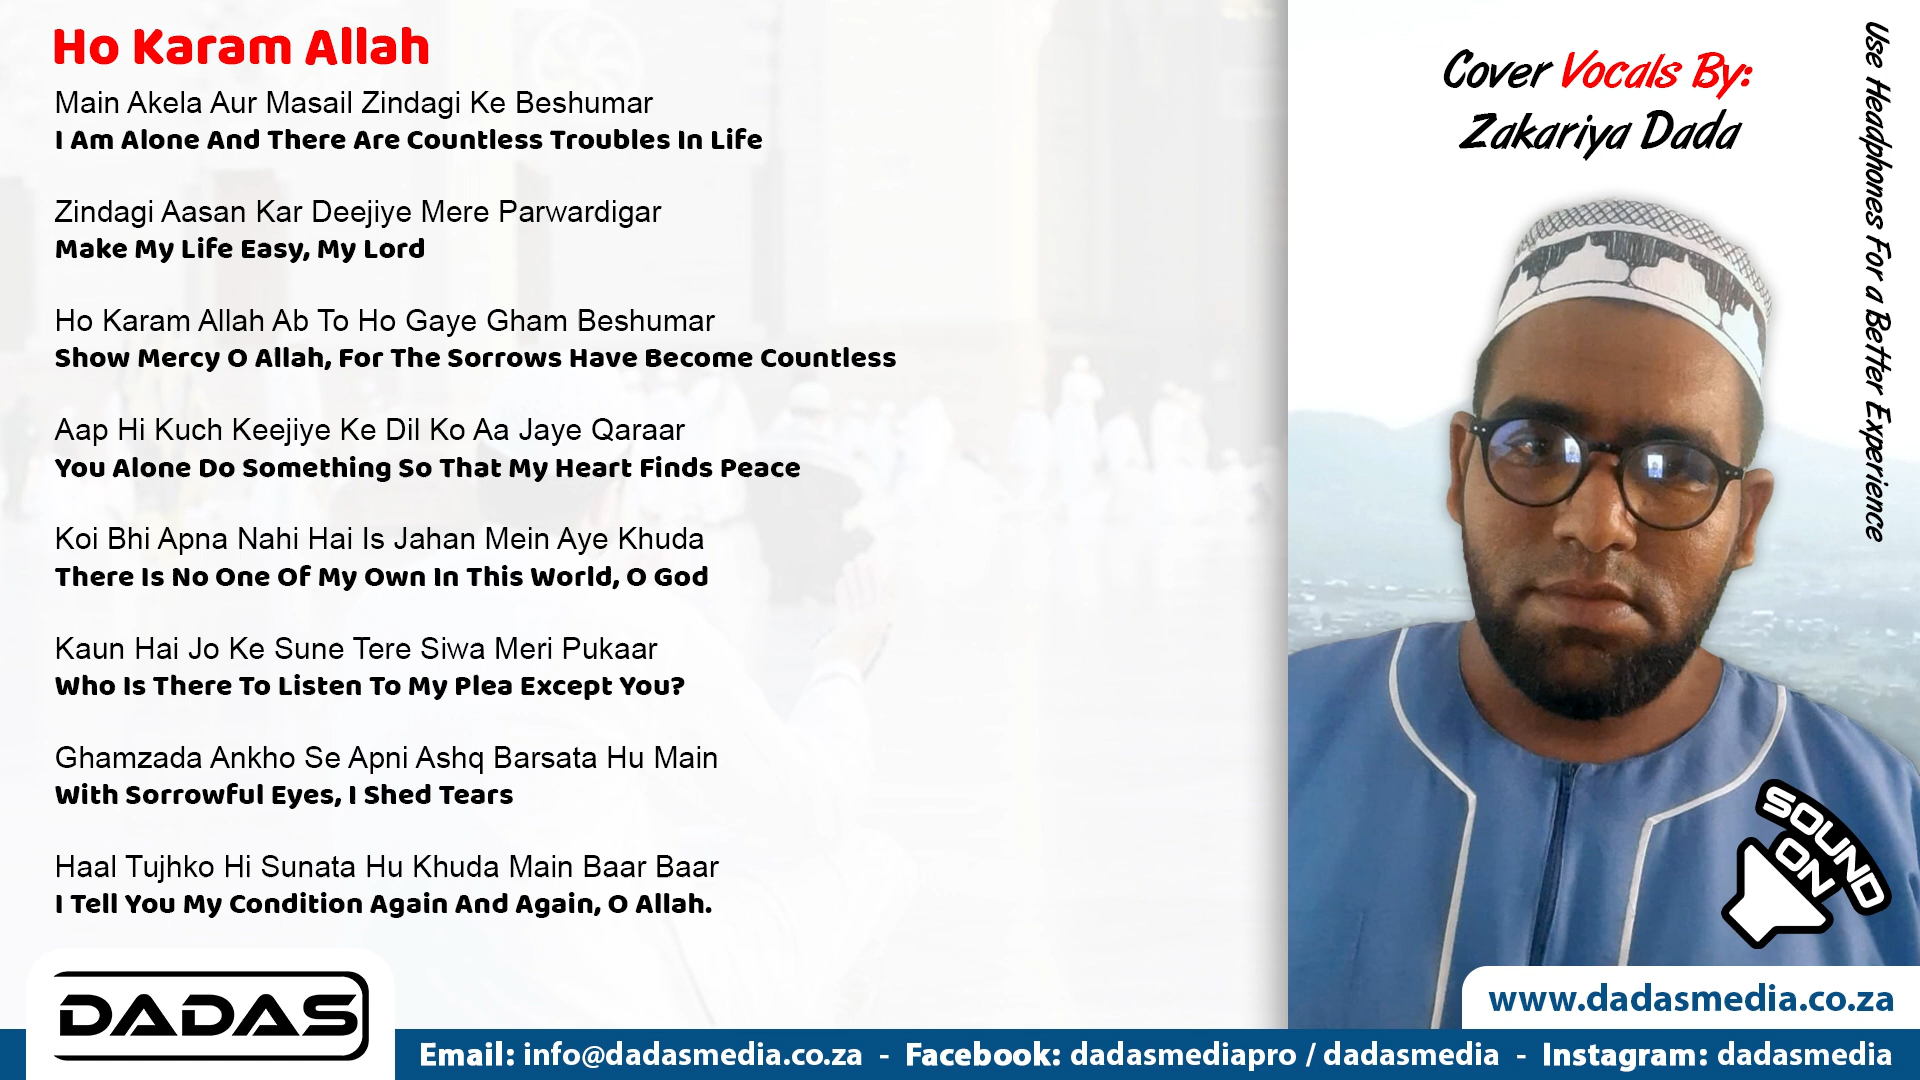 Ho Karam Allah
Main Akela Aur Masail Zindagi Ke Beshumar
I Am Alone And There Are Countless Troubles In Life
Zindagi Aasan Kar Deejiye Mere Parwardigar
Make My Life Easy, My Lord
Ho Karam Allah Ab To Ho Gaye Gham Beshumar
Show Mercy O Allah, For The Sorrows Have Become Countless
Aap Hi Kuch Keejiye Ke Dil Ko Aa Jaye Qaraar
You Alone Do Something So That My Heart Finds Peace
Koi Bhi Apna Nahi Hai Is Jahan Mein Aye Khuda
There Is No One Of My Own In This World, O God
Kaun Hai Jo Ke Sune Tere Siwa Meri Pukaar
Who Is There To Listen To My Plea Except You?
Ghamzada Ankho Se Apni Ashq Barsata Hu Main
With Sorrowful Eyes, I Shed Tears
Haal Tujhko Hi Sunata Hu Khuda Main Baar Baar
I Tell You My Condition Again And Again, O Allah.
Cover Vocals By:
Zakariya Dada
Use Headphones For a Better Experience
SOUND
ON
DADAS
www.dadasmedia.co.za
Email: info@dadasmedia.co.za - Facebook: dadasmediapro / dadasmedia - Instagram: dadasmedia